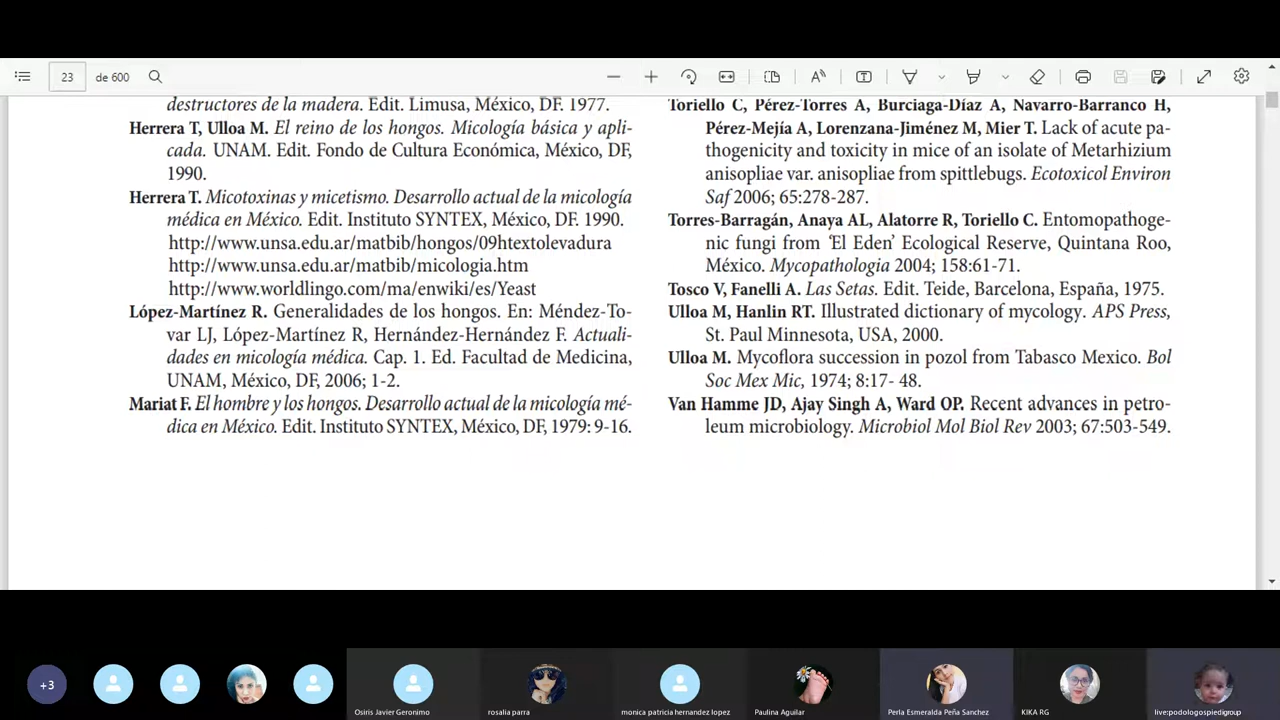 23
de 600
destructores de la madera. Edit. Limusa, México, DF. 1977.
Herrera T, Ulloa M. El reino de los hongos. Micología básica y apli-
cada. UNAM. Edit. Fondo de Cultura Económica, México, DF,
1990.
Herrera T. Micotoxinas y micetismo. Desarrollo actual de la micología
médica en México. Edit. Instituto SYNTEX, México, DF. 1990.
http://www.unsa.edu.ar/matbib/hongos/09htextolevadura
http://www.unsa.edu.ar/matbib/micologia.htm
http://www.worldlingo.com/ma/enwiki/es/Yeast
López-Martínez R. Generalidades de los hongos. En: Méndez-To-
var LJ, López-Martínez R, Hernández-Hernández F. Actuali-
dades en micología médica. Cap. 1. Ed. Facultad de Medicina,
UNAM, México, DF, 2006; 1-2.
Mariat F. El hombre y los hongos. Desarrollo actual de la micología mé-
dica en México. Edit. Instituto SYNTEX, México, DF, 1979: 9-16.
Toriello C, Pérez-Torres A, Burciaga-Díaz A, Navarro-Barranco H,
Pérez-Mejía A, Lorenzana-Jiménez M, Mier T. Lack of acute pa-
thogenicity and toxicity in mice of an isolate of Metarhizium
anisopliae var. anisopliae from spittlebugs. Ecotoxicol Environ
Saf 2006; 65:278-287.
Torres-Barragán, Anaya AL, Alatorre R, Toriello C. Entomopathoge-
nic fungi from ‘El Eden’ Ecological Reserve, Quintana Roo,
México. Mycopathologia 2004; 158:61-71.
Tosco V, Fanelli A. Las Setas. Edit. Teide, Barcelona, España, 1975.
Ulloa M, Hanlin RT. Illustrated dictionary of mycology. APS Press,
St. Paul Minnesota, USA, 2000.
Ulloa M. Mycoflora succession in pozol from Tabasco Mexico. Bol
Soc Mex Mic, 1974; 8:17- 48.
Van Hamme JD, Ajay Singh A, Ward OP. Recent advances in petro-
leum microbiology. Microbiol Mol Biol Rev 2003; 67:503-549.
+3
Osiris Javier Geronimo
rosalia parra
monica patricia hernandez lopez
Paulina Aguilar
Perla Esmeralda Peña Sanchez
KIKA RG
live:podologospiedigroup